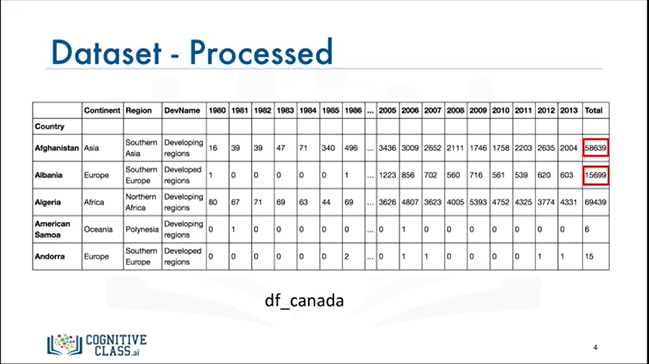 Dataset - Processed
Continent Region DevName 1980 1981 1982 1983 1984 1985 1986 ... 2005 2006 2007 2008 2009 2010 2011 2012 2013 Total
Country
Afghanistan Asia Southern Asia Developing regions 16 39 39 47 71 340 496 ... 3436 3009 2652 2111 1746 1758 2203 2635 2004 58639
Albania Europe Southern Europe Developed regions 1 0 0 0 0 0 1 ... 1223 856 702 560 716 561 539 620 603 15699
Algeria Africa Northern Africa Developing regions 80 67 71 69 63 44 69 ... 3626 4807 3623 4005 5393 4752 4325 3774 4331 69439
American Samoa Oceania Polynesia Developing regions 0 1 0 0 0 0 0 ... 0 1 0 0 0 0 0 0 0 6
Andorra Europe Southern Europe Developed regions 0 0 0 0 0 0 2 ... 0 1 1 0 0 0 0 1 1 15
df_canada
COGNITIVE
CLASS.ai
4